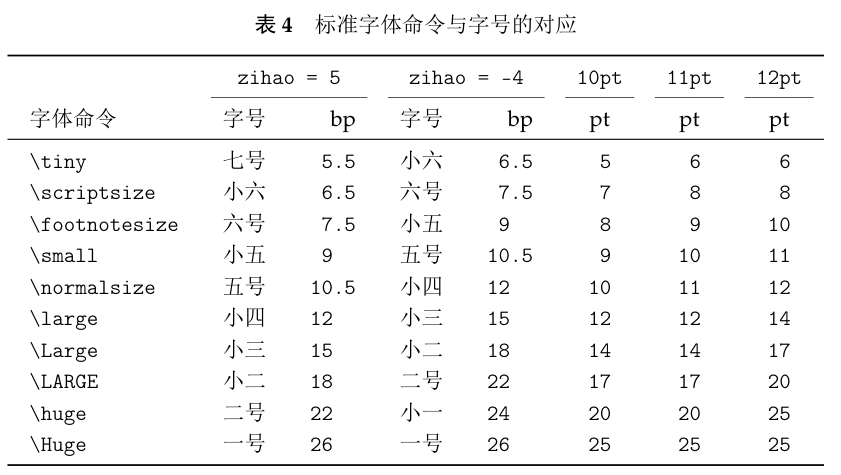 表 4 标准字体命令与字号的对应
zihao = 5 zihao = -4 10pt 11pt 12pt
字体命令 字号 bp 字号 bp pt pt pt
\tiny 七号 5.5 小六 6.5 5 6 6
\scriptsize 小六 6.5 六号 7.5 7 8 8
\footnotesize 六号 7.5 小五 9 8 9 10
\small 小五 9 五号 10.5 9 10 11
\normalsize 五号 10.5 小四 12 10 11 12
\large 小四 12 小三 15 12 12 14
\Large 小三 15 小二 18 14 14 17
\LARGE 小二 18 二号 22 17 17 20
\huge 二号 22 小一 24 20 20 25
\Huge 一号 26 一号 26 25 25 25